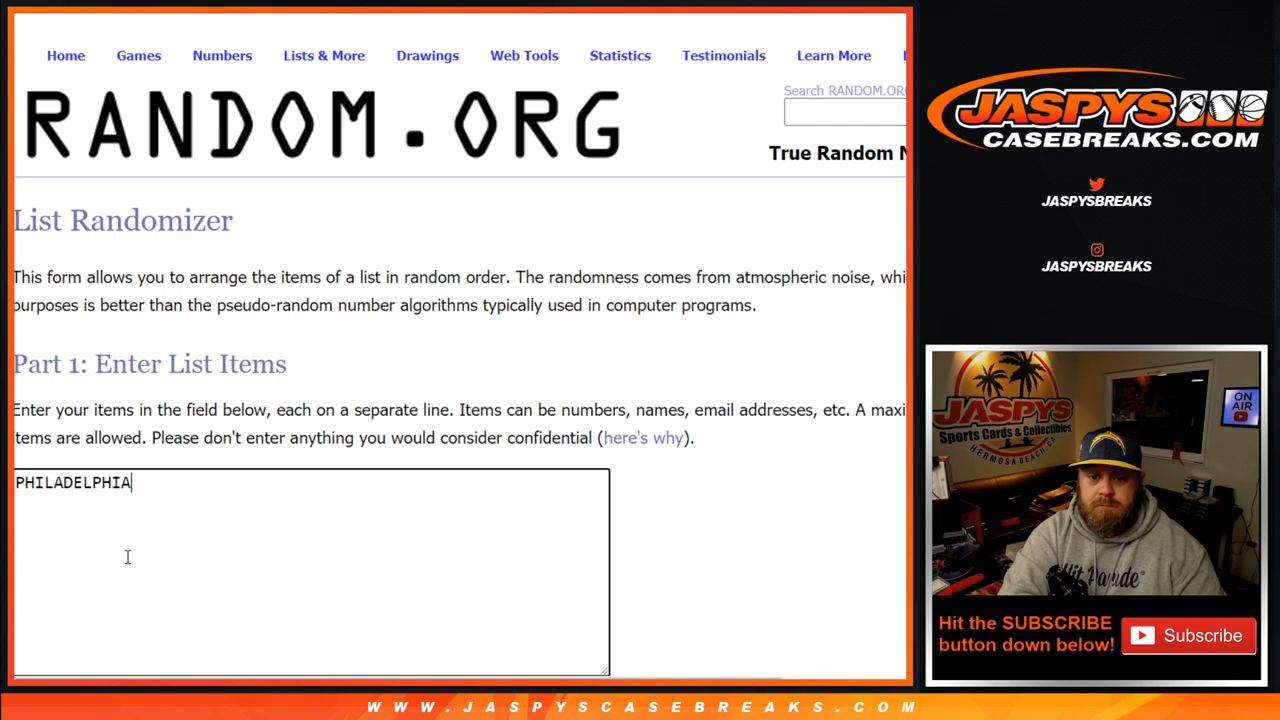 Home Games Numbers Lists & More Drawings Web Tools Statistics Testimonials Learn More
Search RANDOM.OR
RANDOM.ORG
True Random N
List Randomizer
This form allows you to arrange the items of a list in random order. The randomness comes from atmospheric noise, whi
purposes is better than the pseudo-random number algorithms typically used in computer programs.
Part 1: Enter List Items
Enter your items in the field below, each on a separate line. Items can be numbers, names, email addresses, etc. A maxi
items are allowed. Please don't enter anything you would consider confidential (here's why).
PHILADELPHIA
JASPYS
CASEBREAKS.COM
JASPYSBREAKS
JASPYSBREAKS
JASPYS
Sports Cards & Collectibles
HERMOSA BEACH, CA
ON
AIR
Hit Parade
Hit the SUBSCRIBE
button down below!
Subscribe
WWW.JASPYSCASEBREAKS.COM